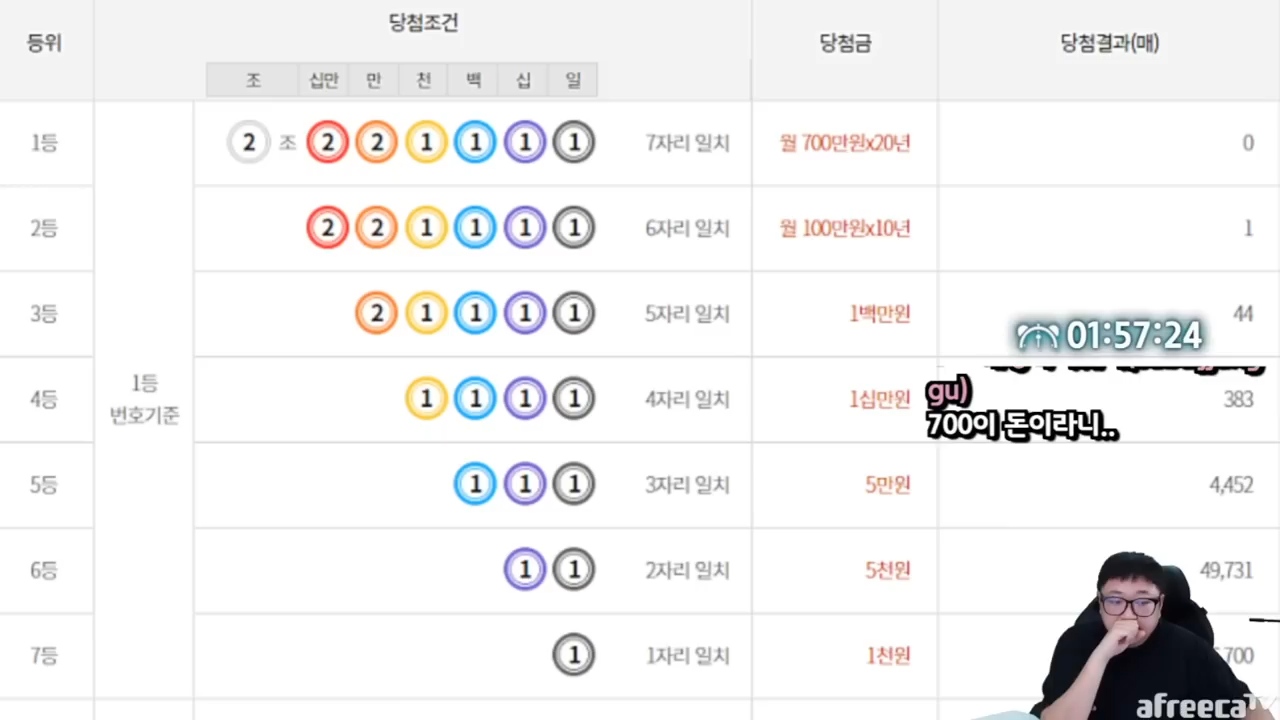 등위
당첨조건
당첨금
당첨결과(매)
조 십만 만 천 백 십 일
1등
2 조 2 2 1 1 1 1
7자리 일치
월 700만원x20년
0
2등
2 2 1 1 1 1
6자리 일치
월 100만원x10년
1
3등
2 1 1 1 1
5자리 일치
1백만원
44
01:57:24
1등
번호기준
4등
1 1 1 1
4자리 일치
1십만원
383
gu)
700이 돈이라니..
5등
1 1 1
3자리 일치
5만원
4,452
6등
1 1
2자리 일치
5천원
49,731
7등
1
1자리 일치
1천원
700
afreecaTV